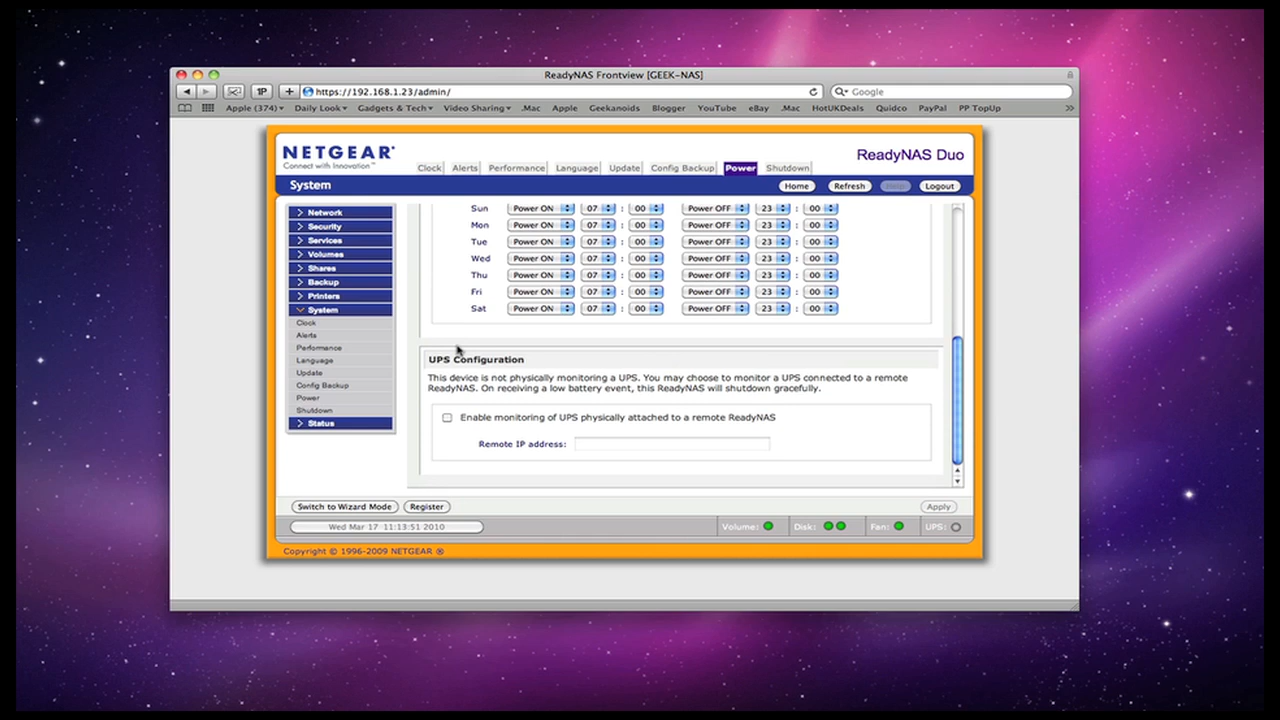 ReadyNAS Frontview [GEEK-NAS]
1P
https://192.168.1.23/admin/
Google
Apple (374) Daily Look Gadgets & Tech Video Sharing .Mac Apple Geekanoids Blogger YouTube eBay .Mac HotUKDeals Quidco PayPal PP TopUp
NETGEAR
Connect with Innovation™
Clock Alerts Performance Language Update Config Backup Power Shutdown
ReadyNAS Duo
System
Home Refresh Help Logout
Network
Security
Services
Volumes
Shares
Backup
Printers
System
Clock
Alerts
Performance
Language
Update
Config Backup
Power
Shutdown
Status
Sun Power ON 07 : 00 Power OFF 23 : 00
Mon Power ON 07 : 00 Power OFF 23 : 00
Tue Power ON 07 : 00 Power OFF 23 : 00
Wed Power ON 07 : 00 Power OFF 23 : 00
Thu Power ON 07 : 00 Power OFF 23 : 00
Fri Power ON 07 : 00 Power OFF 23 : 00
Sat Power ON 07 : 00 Power OFF 23 : 00
UPS Configuration
This device is not physically monitoring a UPS. You may choose to monitor a UPS connected to a remote
ReadyNAS. On receiving a low battery event, this ReadyNAS will shutdown gracefully.
Enable monitoring of UPS physically attached to a remote ReadyNAS
Remote IP address:
Switch to Wizard Mode Register Apply
Wed Mar 17 11:13:51 2010
Volume: Disk: Fan: UPS:
Copyright © 1996-2009 NETGEAR ®